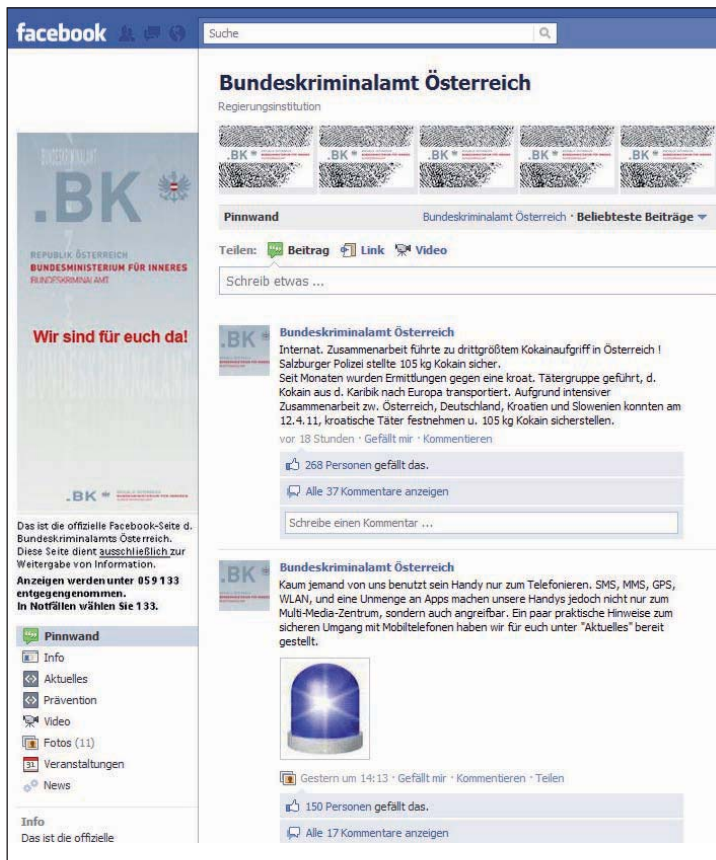 facebook
Suche
Bundeskriminalamt Österreich
Regierungsinstitution
.BK
.BK
.BK
.BK
.BK
Pinnwand
Bundeskriminalamt Österreich · Beliebteste Beiträge
Teilen: Beitrag Link Video
Schreib etwas ...
BUNDESKRIMINALAMT
.BK
REPUBLIK ÖSTERREICH
BUNDESMINISTERIUM FÜR INNERES
BUNDESKRIMINALAMT
Wir sind für euch da!
.BK
Das ist die offizielle Facebook-Seite d.
Bundeskriminalamts Österreich.
Diese Seite dient ausschließlich zur
Weitergabe von Information.
Anzeigen werden unter 059 133
entgegengenommen.
In Notfällen wählen Sie 133.
Pinnwand
Info
Aktuelles
Prävention
Video
Fotos (11)
31 Veranstaltungen
News
Info
Das ist die offizielle
.BK
Bundeskriminalamt Österreich
Internat. Zusammenarbeit führte zu drittgrößtem Kokainaufgriff in Österreich !
Salzburger Polizei stellte 105 kg Kokain sicher.
Seit Monaten wurden Ermittlungen gegen eine kroat. Tätergruppe geführt, d.
Kokain aus d. Karibik nach Europa transportiert. Aufgrund intensiver
Zusammenarbeit zw. Österreich, Deutschland, Kroatien und Slowenien konnten am
12.4.11, kroatische Täter festnehmen u. 105 kg Kokain sicherstellen.
vor 18 Stunden · Gefällt mir · Kommentieren
268 Personen gefällt das.
Alle 37 Kommentare anzeigen
Schreibe einen Kommentar ...
.BK
Bundeskriminalamt Österreich
Kaum jemand von uns benutzt sein Handy nur zum Telefonieren. SMS, MMS, GPS,
WLAN, und eine Unmenge an Apps machen unsere Handys jedoch nicht nur zum
Multi-Media-Zentrum, sondern auch angreifbar. Ein paar praktische Hinweise zum
sicheren Umgang mit Mobiltelefonen haben wir für euch unter "Aktuelles" bereit
gestellt.
Gestern um 14:13 · Gefällt mir · Kommentieren · Teilen
150 Personen gefällt das.
Alle 17 Kommentare anzeigen